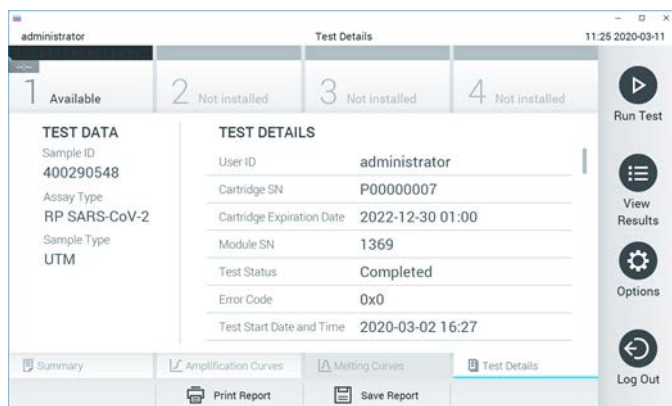 administrator
Test Details
11:25 2020-03-11
1 Available
2 Not installed
3 Not installed
4 Not installed
Run Test
View Results
Options
Log Out
TEST DATA
Sample ID
400290548
Assay Type
RP SARS-CoV-2
Sample Type
UTM
TEST DETAILS
User ID administrator
Cartridge SN P00000007
Cartridge Expiration Date 2022-12-30 01:00
Module SN 1369
Test Status Completed
Error Code 0x0
Test Start Date and Time 2020-03-02 16:27
Summary
Amplification Curves
Melting Curves
Test Details
Print Report
Save Report